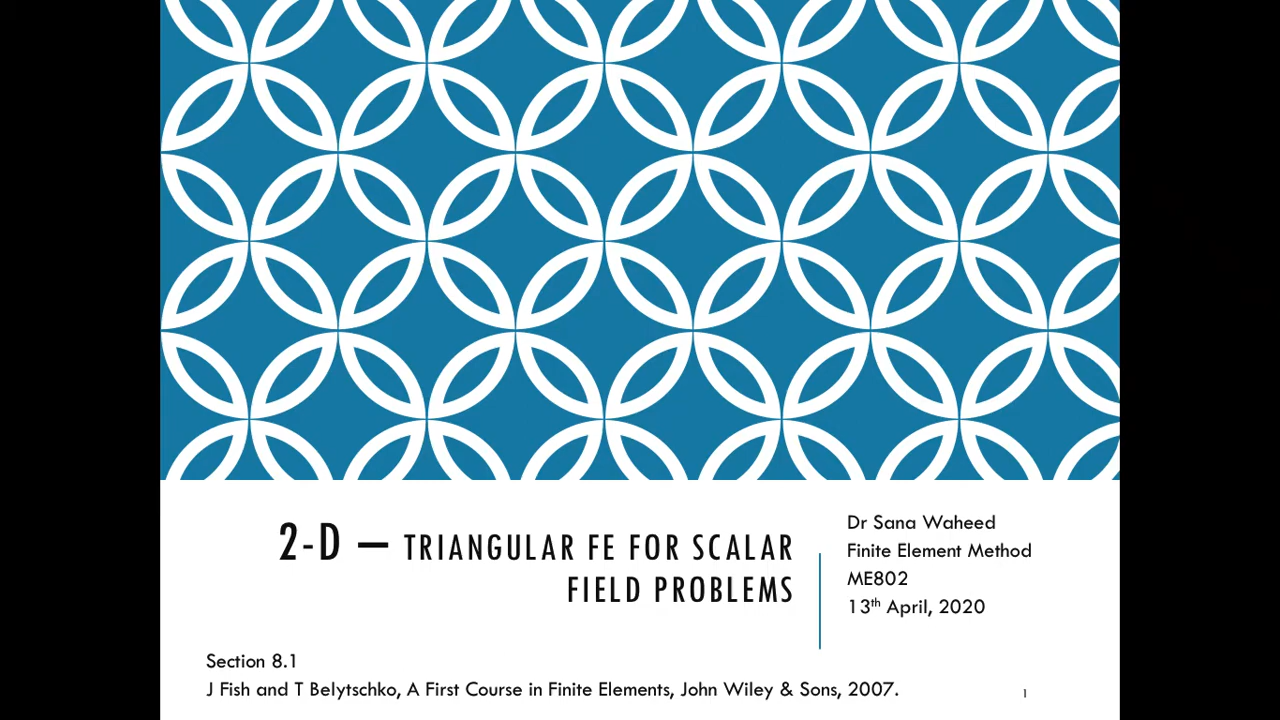 2-D – TRIANGULAR FE FOR SCALAR
FIELD PROBLEMS
Dr Sana Waheed
Finite Element Method
ME802
13th April, 2020
Section 8.1
J Fish and T Belytschko, A First Course in Finite Elements, John Wiley & Sons, 2007.
1